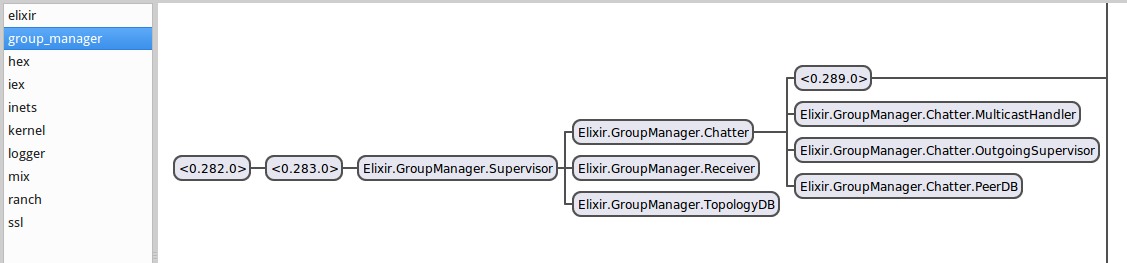 elixir
group_manager
hex
iex
inets
kernel
logger
mix
ranch
ssl
<0.282.0>
<0.283.0>
Elixir.GroupManager.Supervisor
Elixir.GroupManager.Chatter
Elixir.GroupManager.Receiver
Elixir.GroupManager.TopologyDB
<0.289.0>
Elixir.GroupManager.Chatter.MulticastHandler
Elixir.GroupManager.Chatter.OutgoingSupervisor
Elixir.GroupManager.Chatter.PeerDB